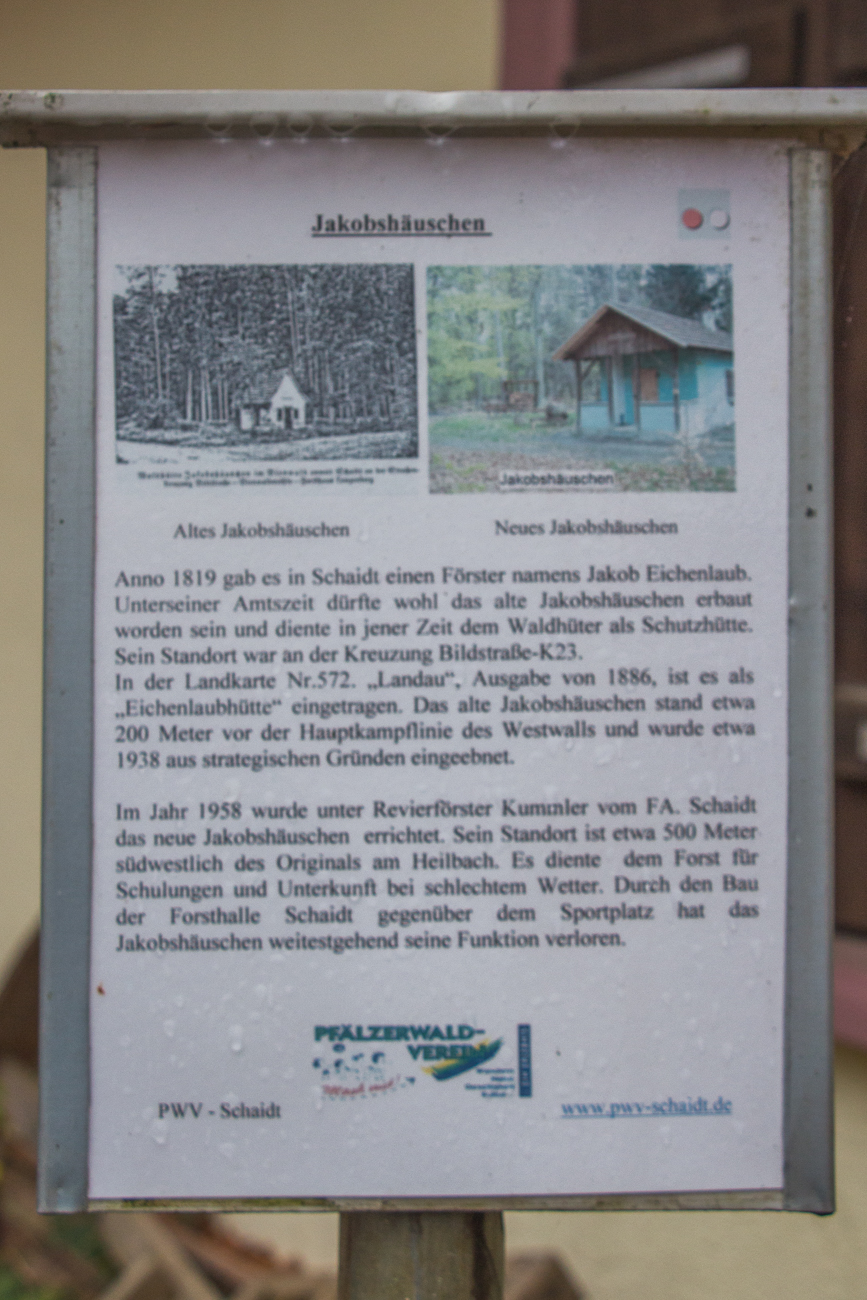 Jakobshäuschen
Jakobshäuschen
Altes Jakobshäuschen
Neues Jakobshäuschen
Anno 1819 gab es in Schaidt einen Förster namens Jakob Eichenlaub.
Unterseiner Amtszeit dürfte wohl das alte Jakobshäuschen erbaut
worden sein und diente in jener Zeit dem Waldhüter als Schutzhütte.
Sein Standort war an der Kreuzung Bildstraße-K23.
In der Landkarte Nr.572. „Landau“, Ausgabe von 1886, ist es als
„Eichenlaubhütte“ eingetragen. Das alte Jakobshäuschen stand etwa
200 Meter vor der Hauptkampflinie des Westwalls und wurde etwa
1938 aus strategischen Gründen eingeebnet.
Im Jahr 1958 wurde unter Revierförster Kummler vom FA. Schaidt
das neue Jakobshäuschen errichtet. Sein Standort ist etwa 500 Meter
südwestlich des Originals am Heilbach. Es diente dem Forst für
Schulungen und Unterkunft bei schlechtem Wetter. Durch den Bau
der Forsthalle Schaidt gegenüber dem Sportplatz hat das
Jakobshäuschen weitestgehend seine Funktion verloren.
PFÄLZERWALD-
VEREIN
PWV - Schaidt
www.pwv-schaidt.de